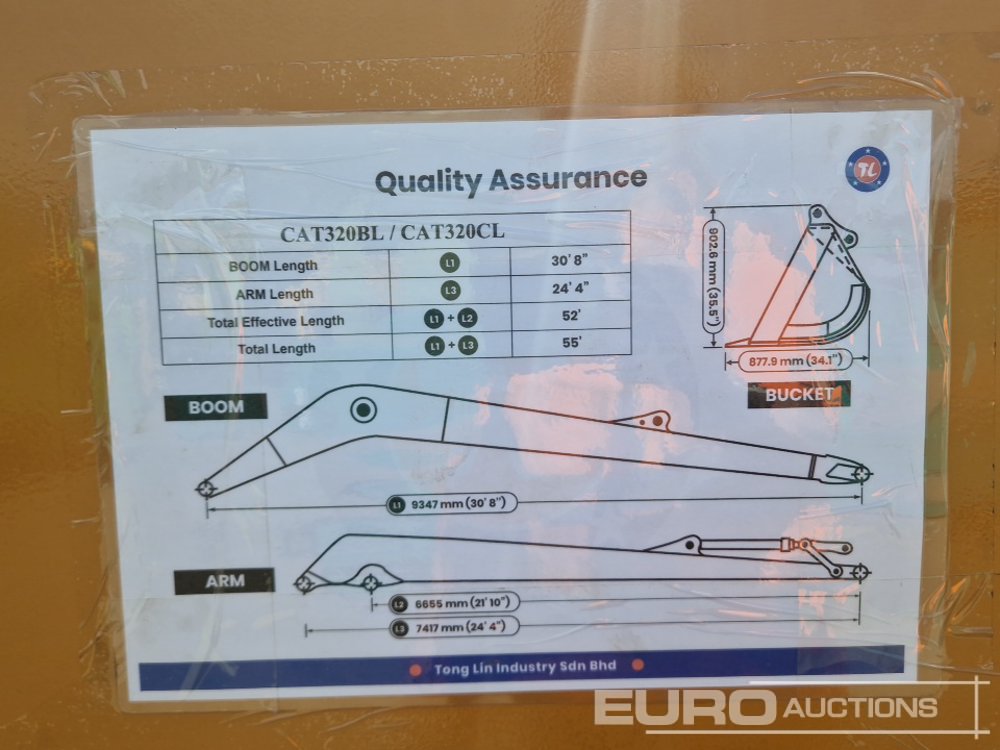 Quality Assurance
TL
CAT320BL / CAT320CL
BOOM Length L1 30' 8"
ARM Length L3 24' 4"
Total Effective Length L1 + L2 52'
Total Length L1 + L3 55'
902.6 mm (35.5")
877.9 mm (34.1")
BUCKET
BOOM
L1 9347 mm (30' 8")
ARM
L2 6655 mm (21' 10")
L3 7417 mm (24' 4")
Tong Lin Industry Sdn Bhd
EURO AUCTIONS